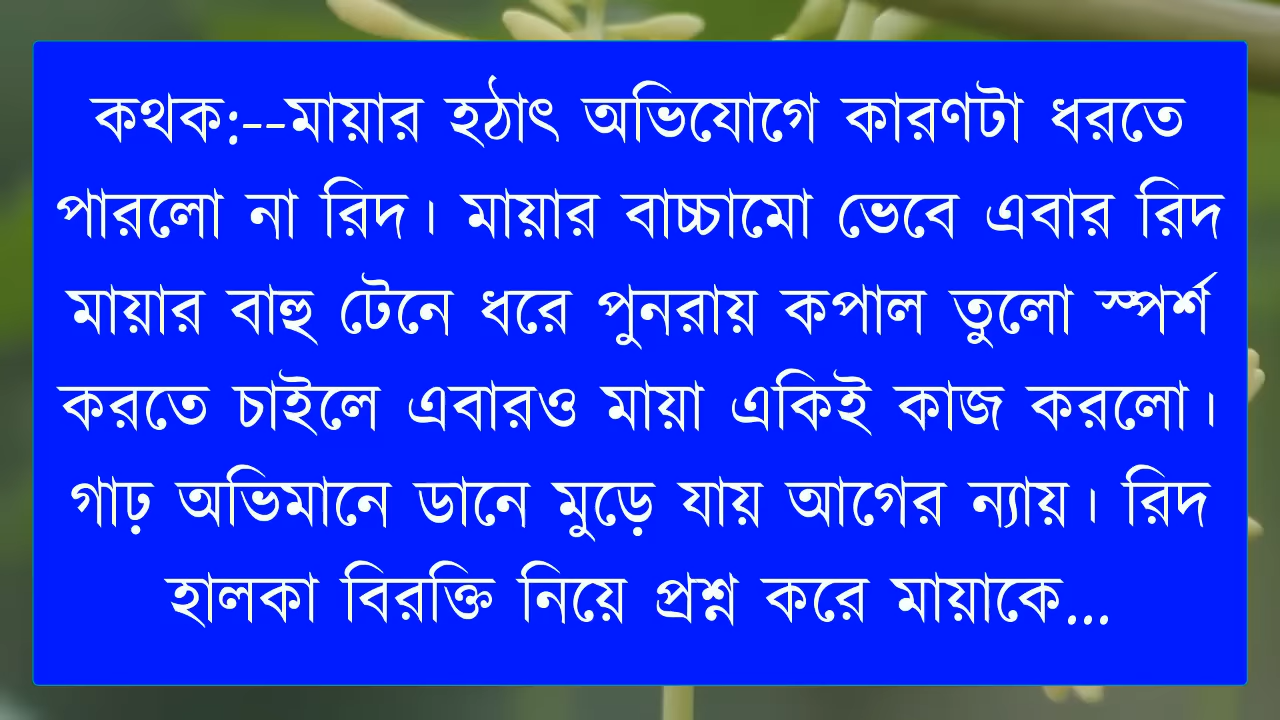 কথক:--মায়ার হঠাৎ অভিযোগে কারণটা ধরতে
পারলো না রিদ। মায়ার বাচ্চামো ভেবে এবার রিদ
মায়ার বাহু টেনে ধরে পুনরায় কপাল তুলো স্পর্শ
করতে চাইলে এবারও মায়া একিই কাজ করলো।
গাঢ় অভিমানে ডানে মুড়ে যায় আগের ন্যায়। রিদ
হালকা বিরক্তি নিয়ে প্রশ্ন করে মায়াকে...